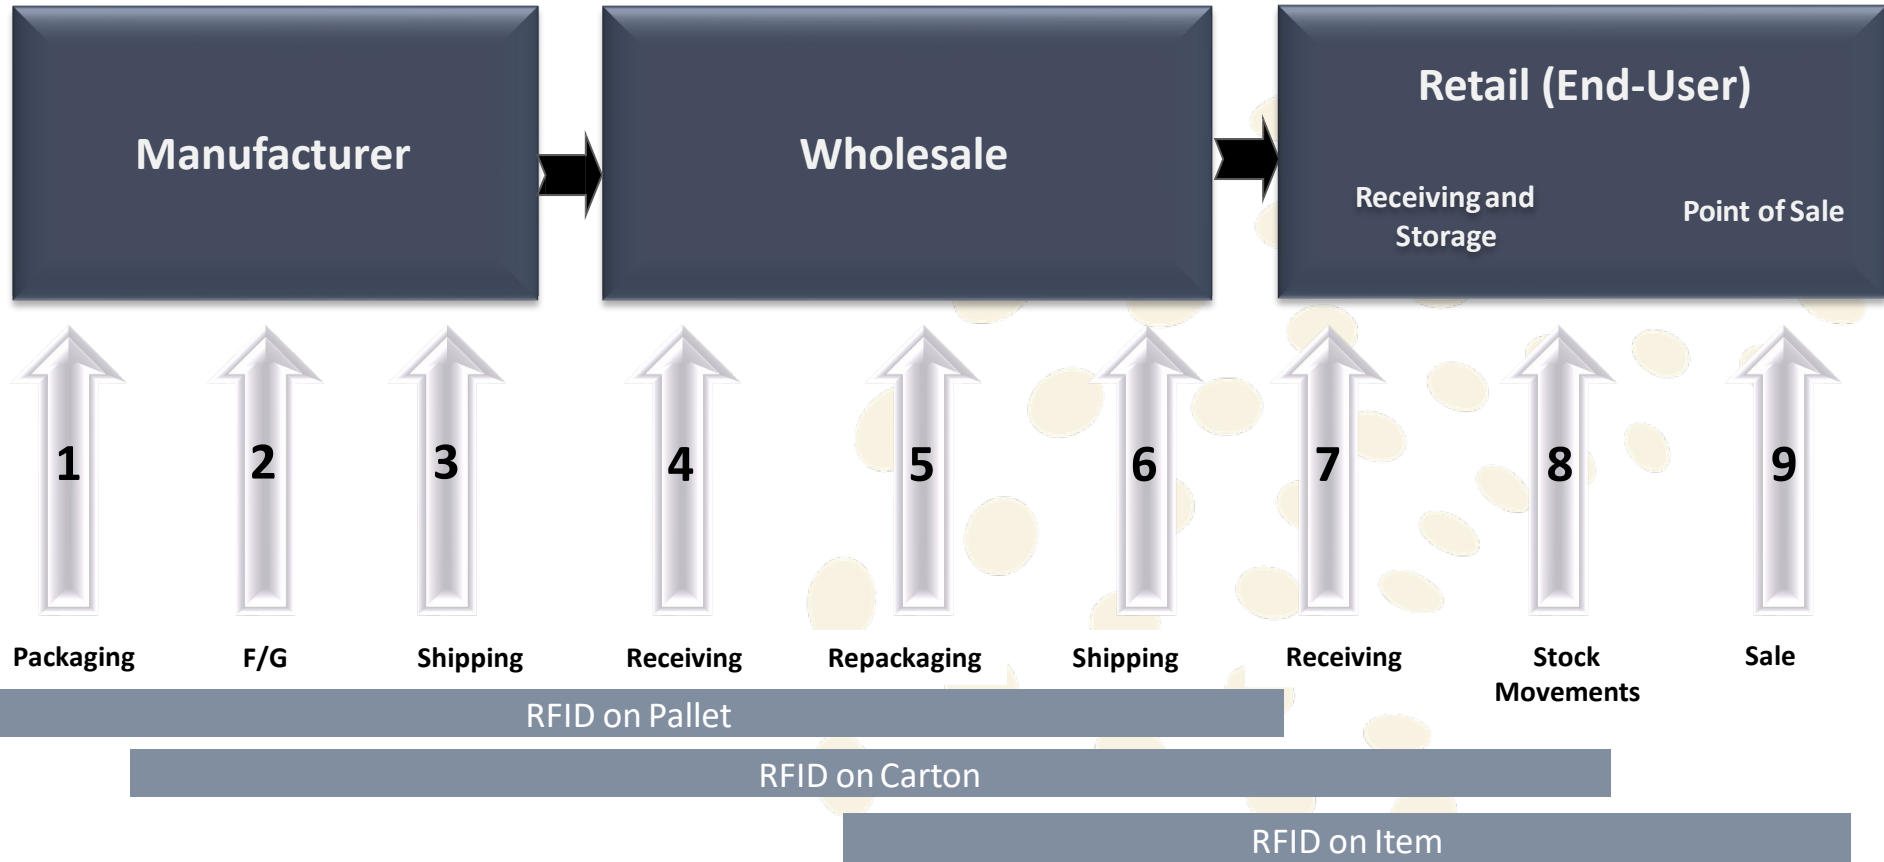 Manufacturer
Wholesale
Retail (End-User)
Receiving and
Storage
Point of Sale
1
2
3
4
5
6
7
8
9
Packaging
F/G
Shipping
Receiving
Repackaging
Shipping
Receiving
Stock
Movements
Sale
RFID on Pallet
RFID on Carton
RFID on Item